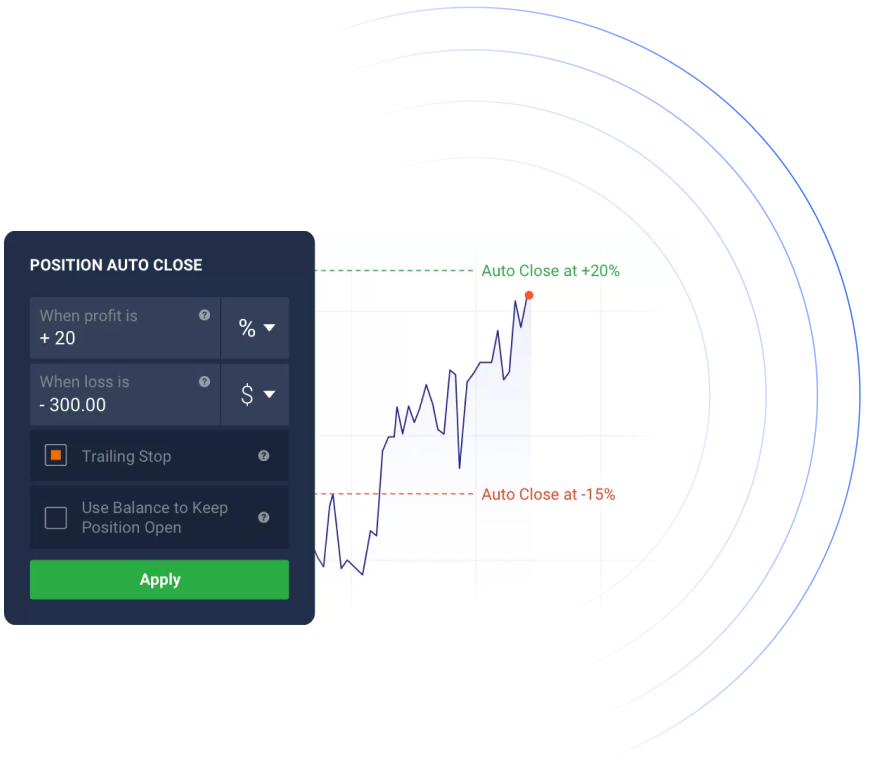 POSITION AUTO CLOSE
When profit is ?
+ 20
%
When loss is ?
- 300.00
$
Trailing Stop ?
Use Balance to Keep
Position Open
?
Apply
Auto Close at +20%
Auto Close at -15%